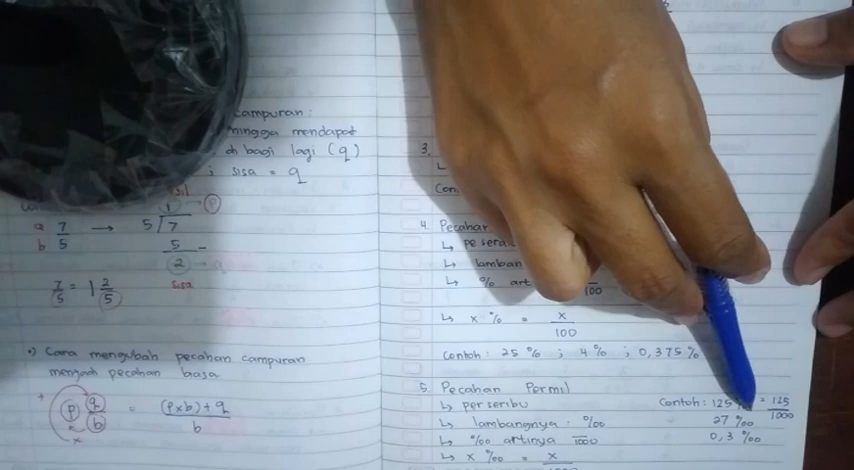 campuran:
hingga mendapat
di bagi lagi (q)
; sisa = q
a 7/5 → 5 / 7
b
1 → p
5 -
2 → q
sisa
7/5 = 1 2/5
•) Cara mengubah pecahan campuran
menjadi pecahan biasa
+ p q/b = (p×b)+q / b
×
3.
↳
Con
4. Pecahan
↳ per sera
↳ lamban
↳ % art 100
↳ x % = x/100
Contoh : 25 % ; 4 % ; 0,375 %
5. Pecahan Permil
↳ per seribu
↳ lambangnya : ‰
↳ ‰ artinya 1000
↳ x ‰ = x
Contoh : 125 = 125/1000
27 ‰
0,3 ‰